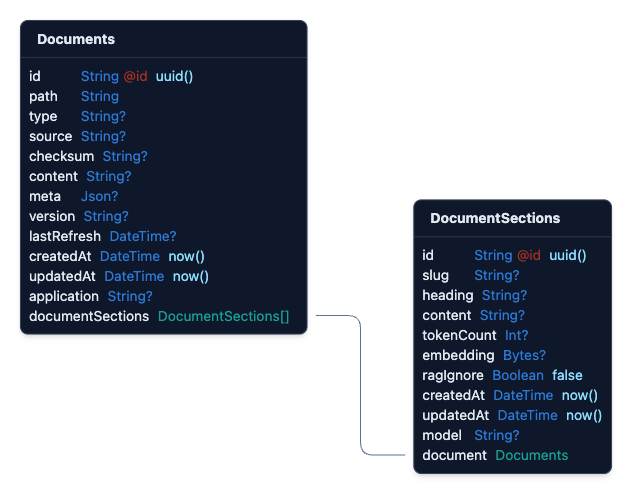 Documents
id String @id uuid()
path String
type String?
source String?
checksum String?
content String?
meta Json?
version String?
lastRefresh DateTime?
createdAt DateTime now()
updatedAt DateTime now()
application String?
documentSections DocumentSections[]
DocumentSections
id String @id uuid()
slug String?
heading String?
content String?
tokenCount Int?
embedding Bytes?
ragIgnore Boolean false
createdAt DateTime now()
updatedAt DateTime now()
model String?
document Documents